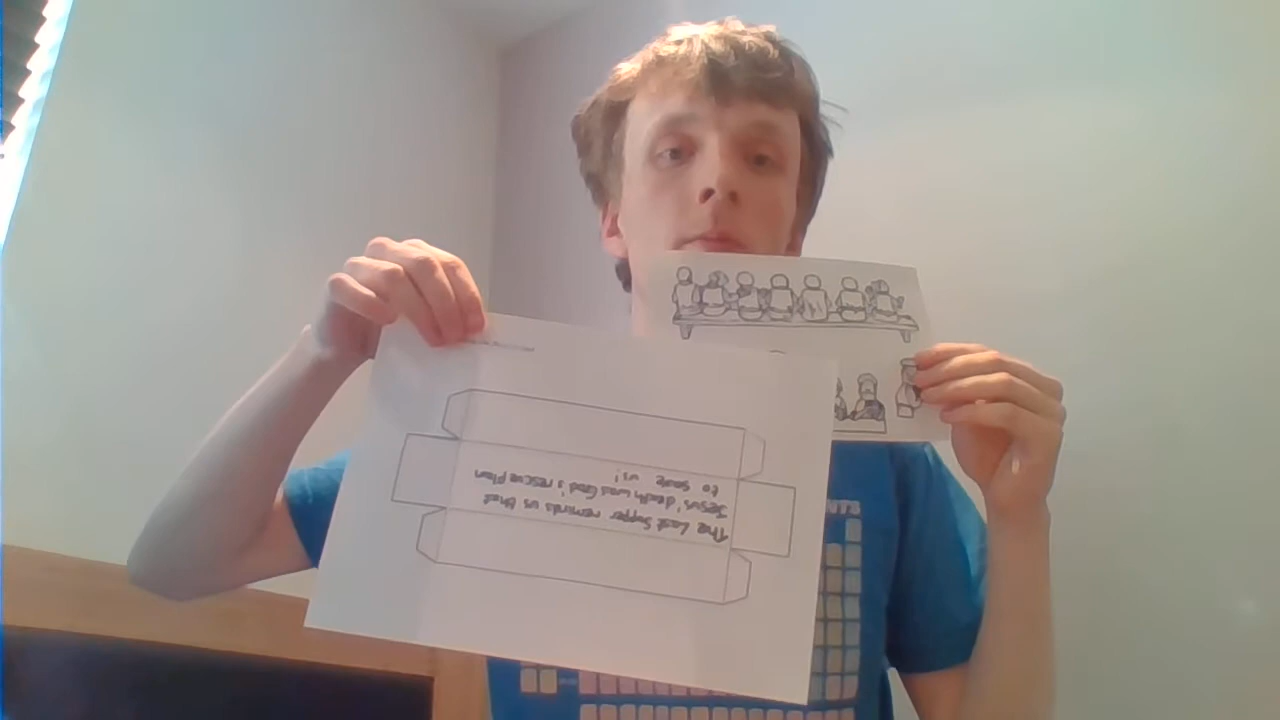 The Last Supper reminds us that
Jesus' death was God's rescue plan
to save us!